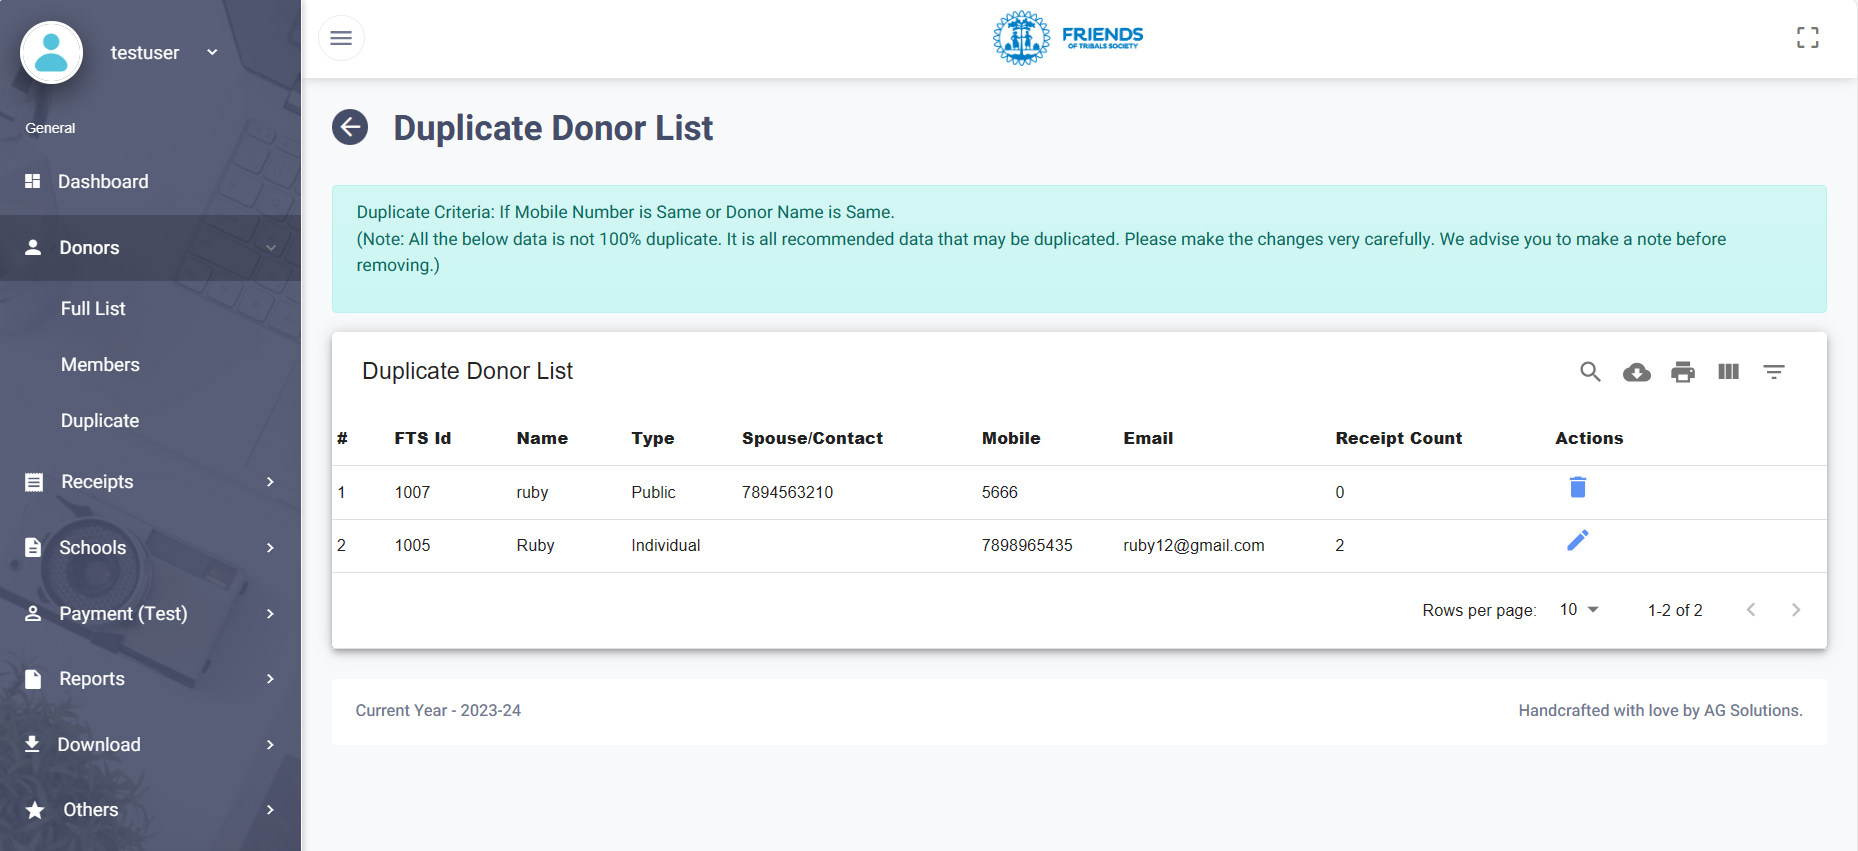 testuser
General
Dashboard
Donors
Full List
Members
Duplicate
Receipts
Schools
Payment (Test)
Reports
Download
Others
FRIENDS
OF TRIBALS SOCIETY
Duplicate Donor List
Duplicate Criteria: If Mobile Number is Same or Donor Name is Same.
(Note: All the below data is not 100% duplicate. It is all recommended data that may be duplicated. Please make the changes very carefully. We advise you to make a note before
removing.)
Duplicate Donor List
# FTS Id Name Type Spouse/Contact Mobile Email Receipt Count Actions
1 1007 ruby Public 7894563210 5666 0
2 1005 Ruby Individual 7898965435 ruby12@gmail.com 2
Rows per page: 10 1-2 of 2
Current Year - 2023-24 Handcrafted with love by AG Solutions.